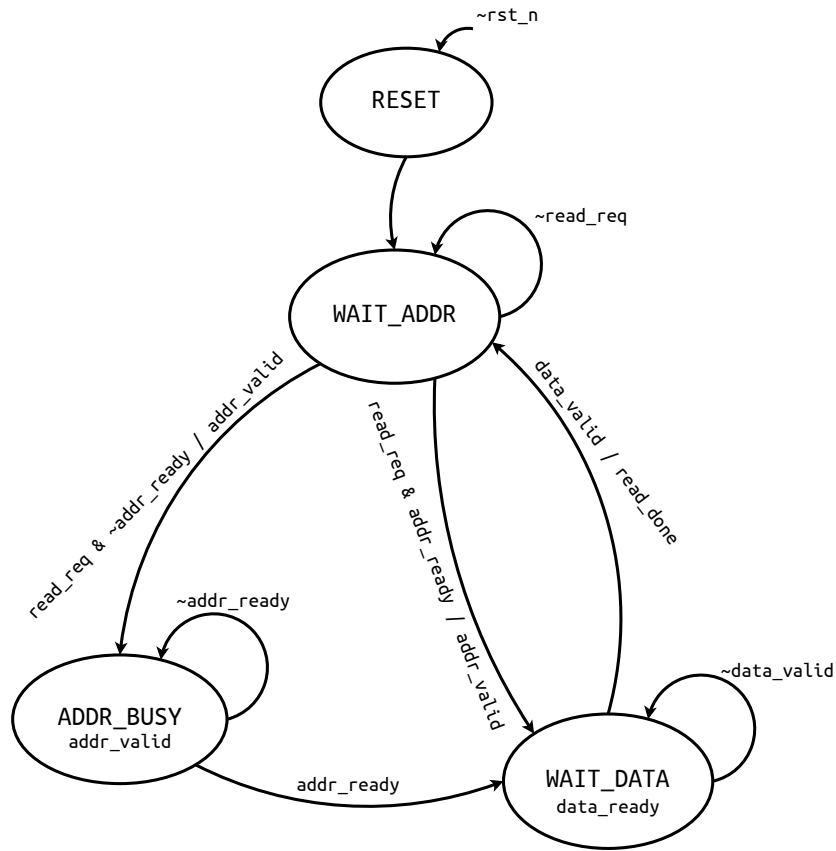 ~rst_n
RESET
~read_req
WAIT_ADDR
read_req & ~addr_ready / addr_valid
read_req & addr_ready / addr_valid
data_valid / read_done
~addr_ready
ADDR_BUSY
addr_valid
addr_ready
~data_valid
WAIT_DATA
data_ready